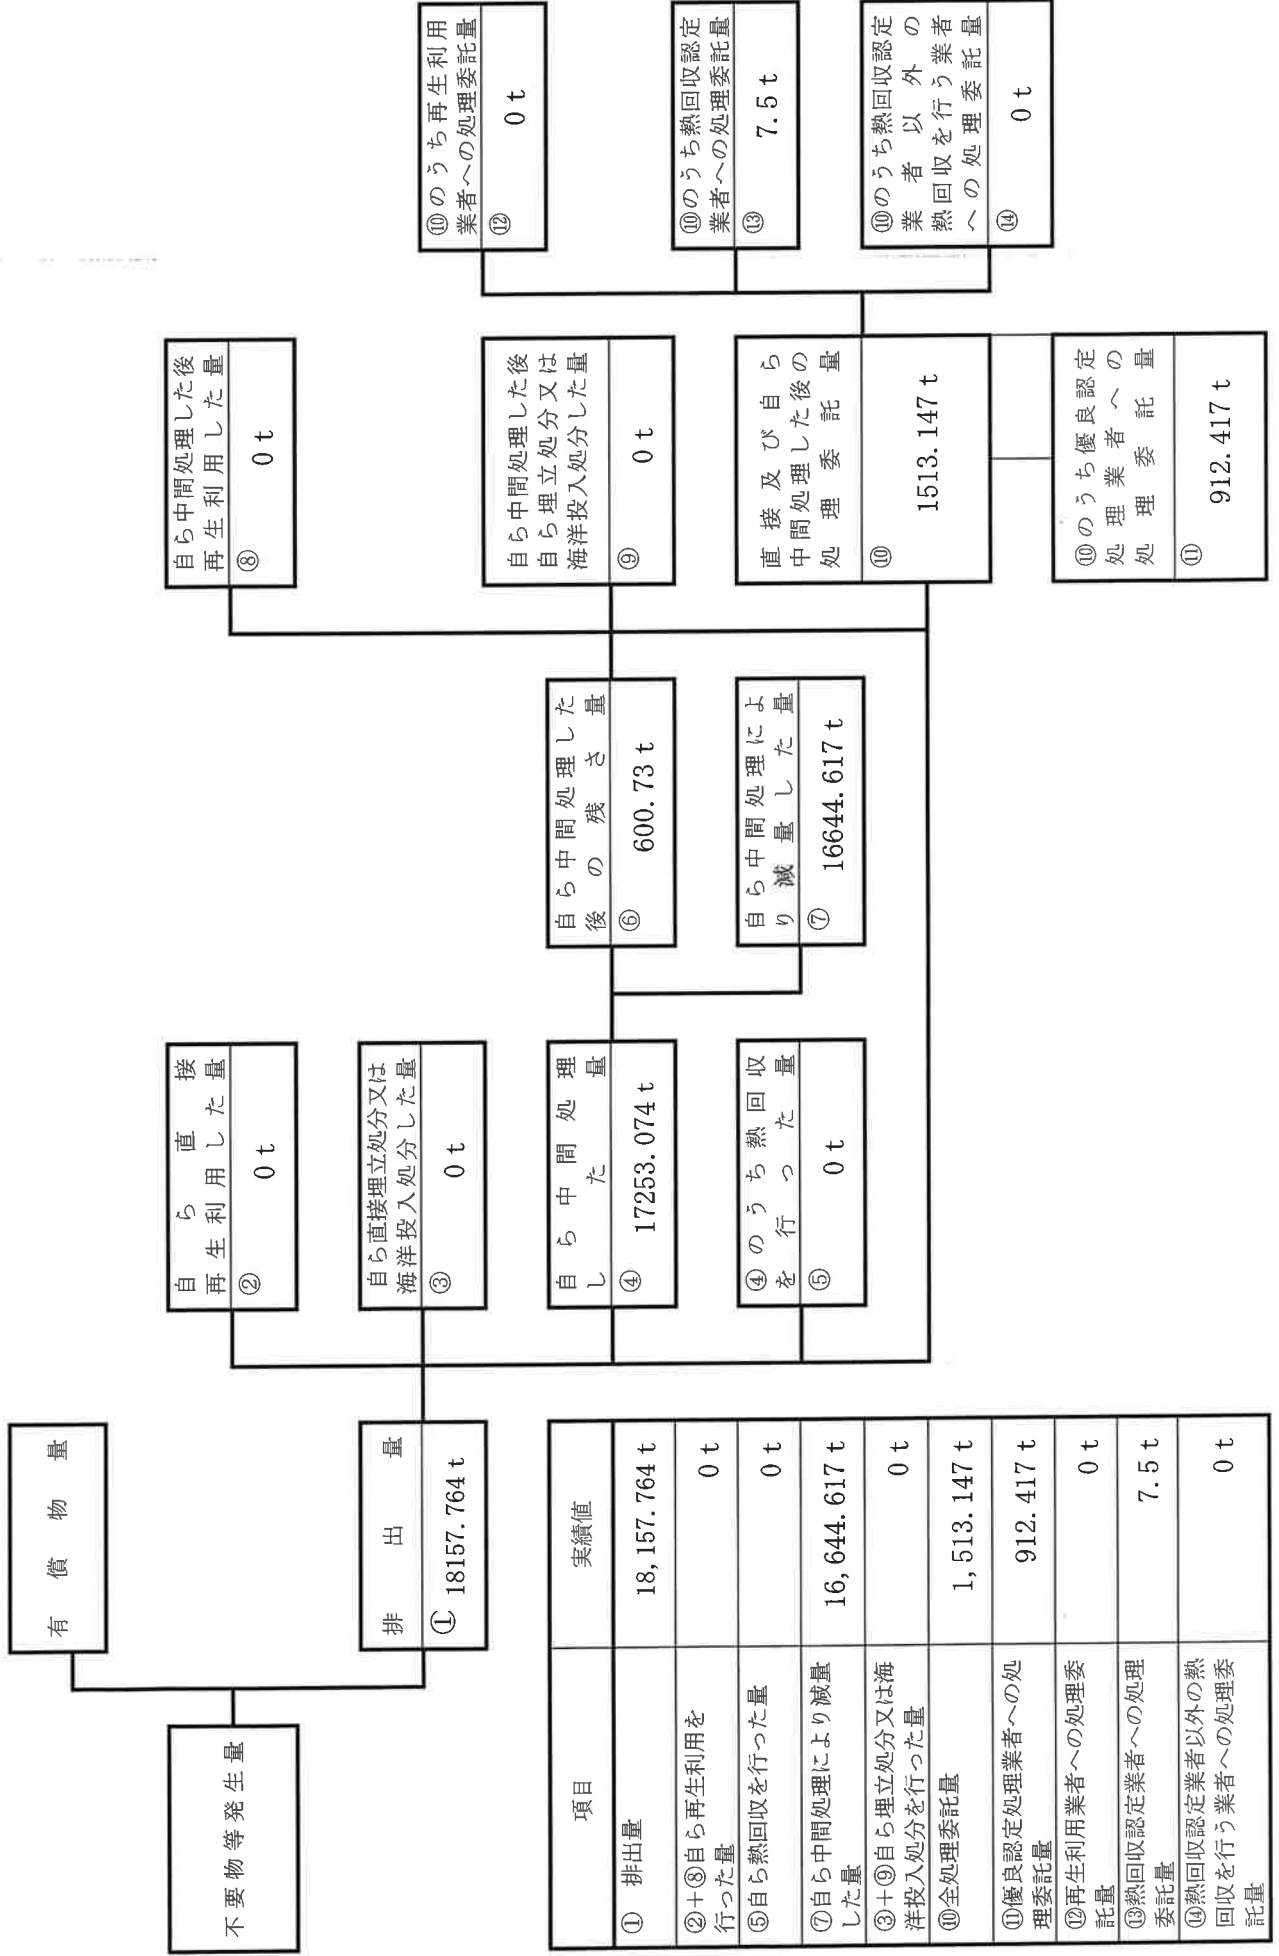 不要物等発生量
有償物量
排出量
① 18157.764 t
自ら直接
再生利用した量
②
0 t
自ら直接埋立処分又は
海洋投入処分した量
③
0 t
自ら中間処理
した量
④
17253.074 t
④のうち熱回収
を行った量
⑤
0 t
自ら中間処理した
後の残さ量
⑥
600.73 t
自ら中間処理によ
り減量した量
⑦
16644.617 t
自ら中間処理した後
再生利用した量
⑧
0 t
自ら中間処理した後
自ら埋立処分又は
海洋投入処分した量
⑨
0 t
直接及び自ら
中間処理した後の
処理委託量
⑩
1513.147 t
⑩のうち優良認定
処理業者への
処理委託量
⑪
912.417 t
⑩のうち再生利用
業者への処理委託量
⑫
0 t
⑩のうち熱回収認定
業者への処理委託量
⑬
7.5 t
⑩のうち熱回収認定
業者以外の
熱回収を行う業者
への処理委託量
⑭
0 t
項目 実績値
① 排出量 18,157.764 t
②＋⑧自ら再生利用を
行った量
0 t
⑤自ら熱回収を行った量 0 t
⑦自ら中間処理により減量
した量
16,644.617 t
③＋⑨自ら埋立処分又は海
洋投入処分を行った量
0 t
⑩全処理委託量 1,513.147 t
⑪優良認定処理業者への処
理委託量
912.417 t
⑫再生利用業者への処理委
託量
0 t
⑬熱回収認定業者への処理
委託量
7.5 t
⑭熱回収認定業者以外の熱
回収を行う業者への処理委
託量
0 t